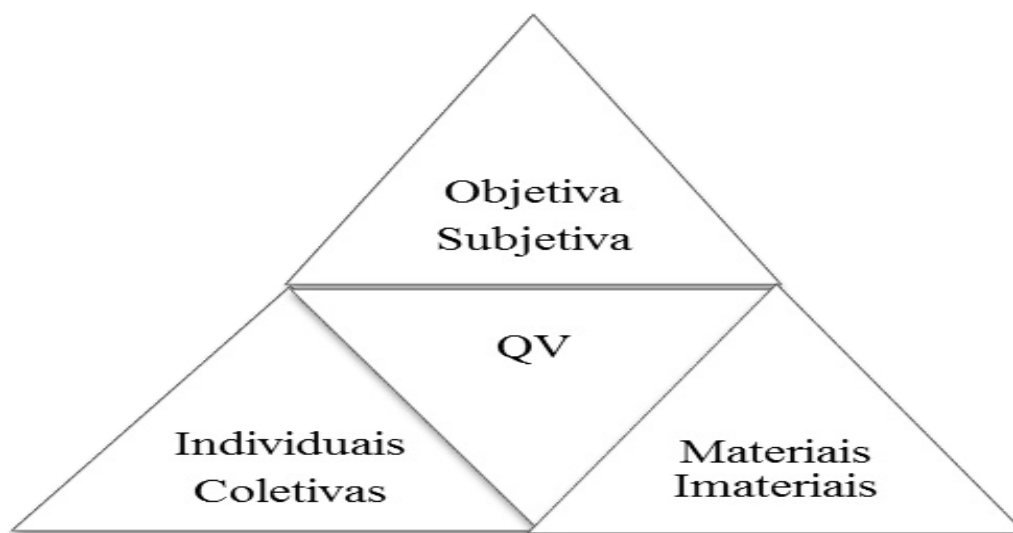 Objetiva
Subjetiva
QV
Individuais
Coletivas
Materiais
Imateriais